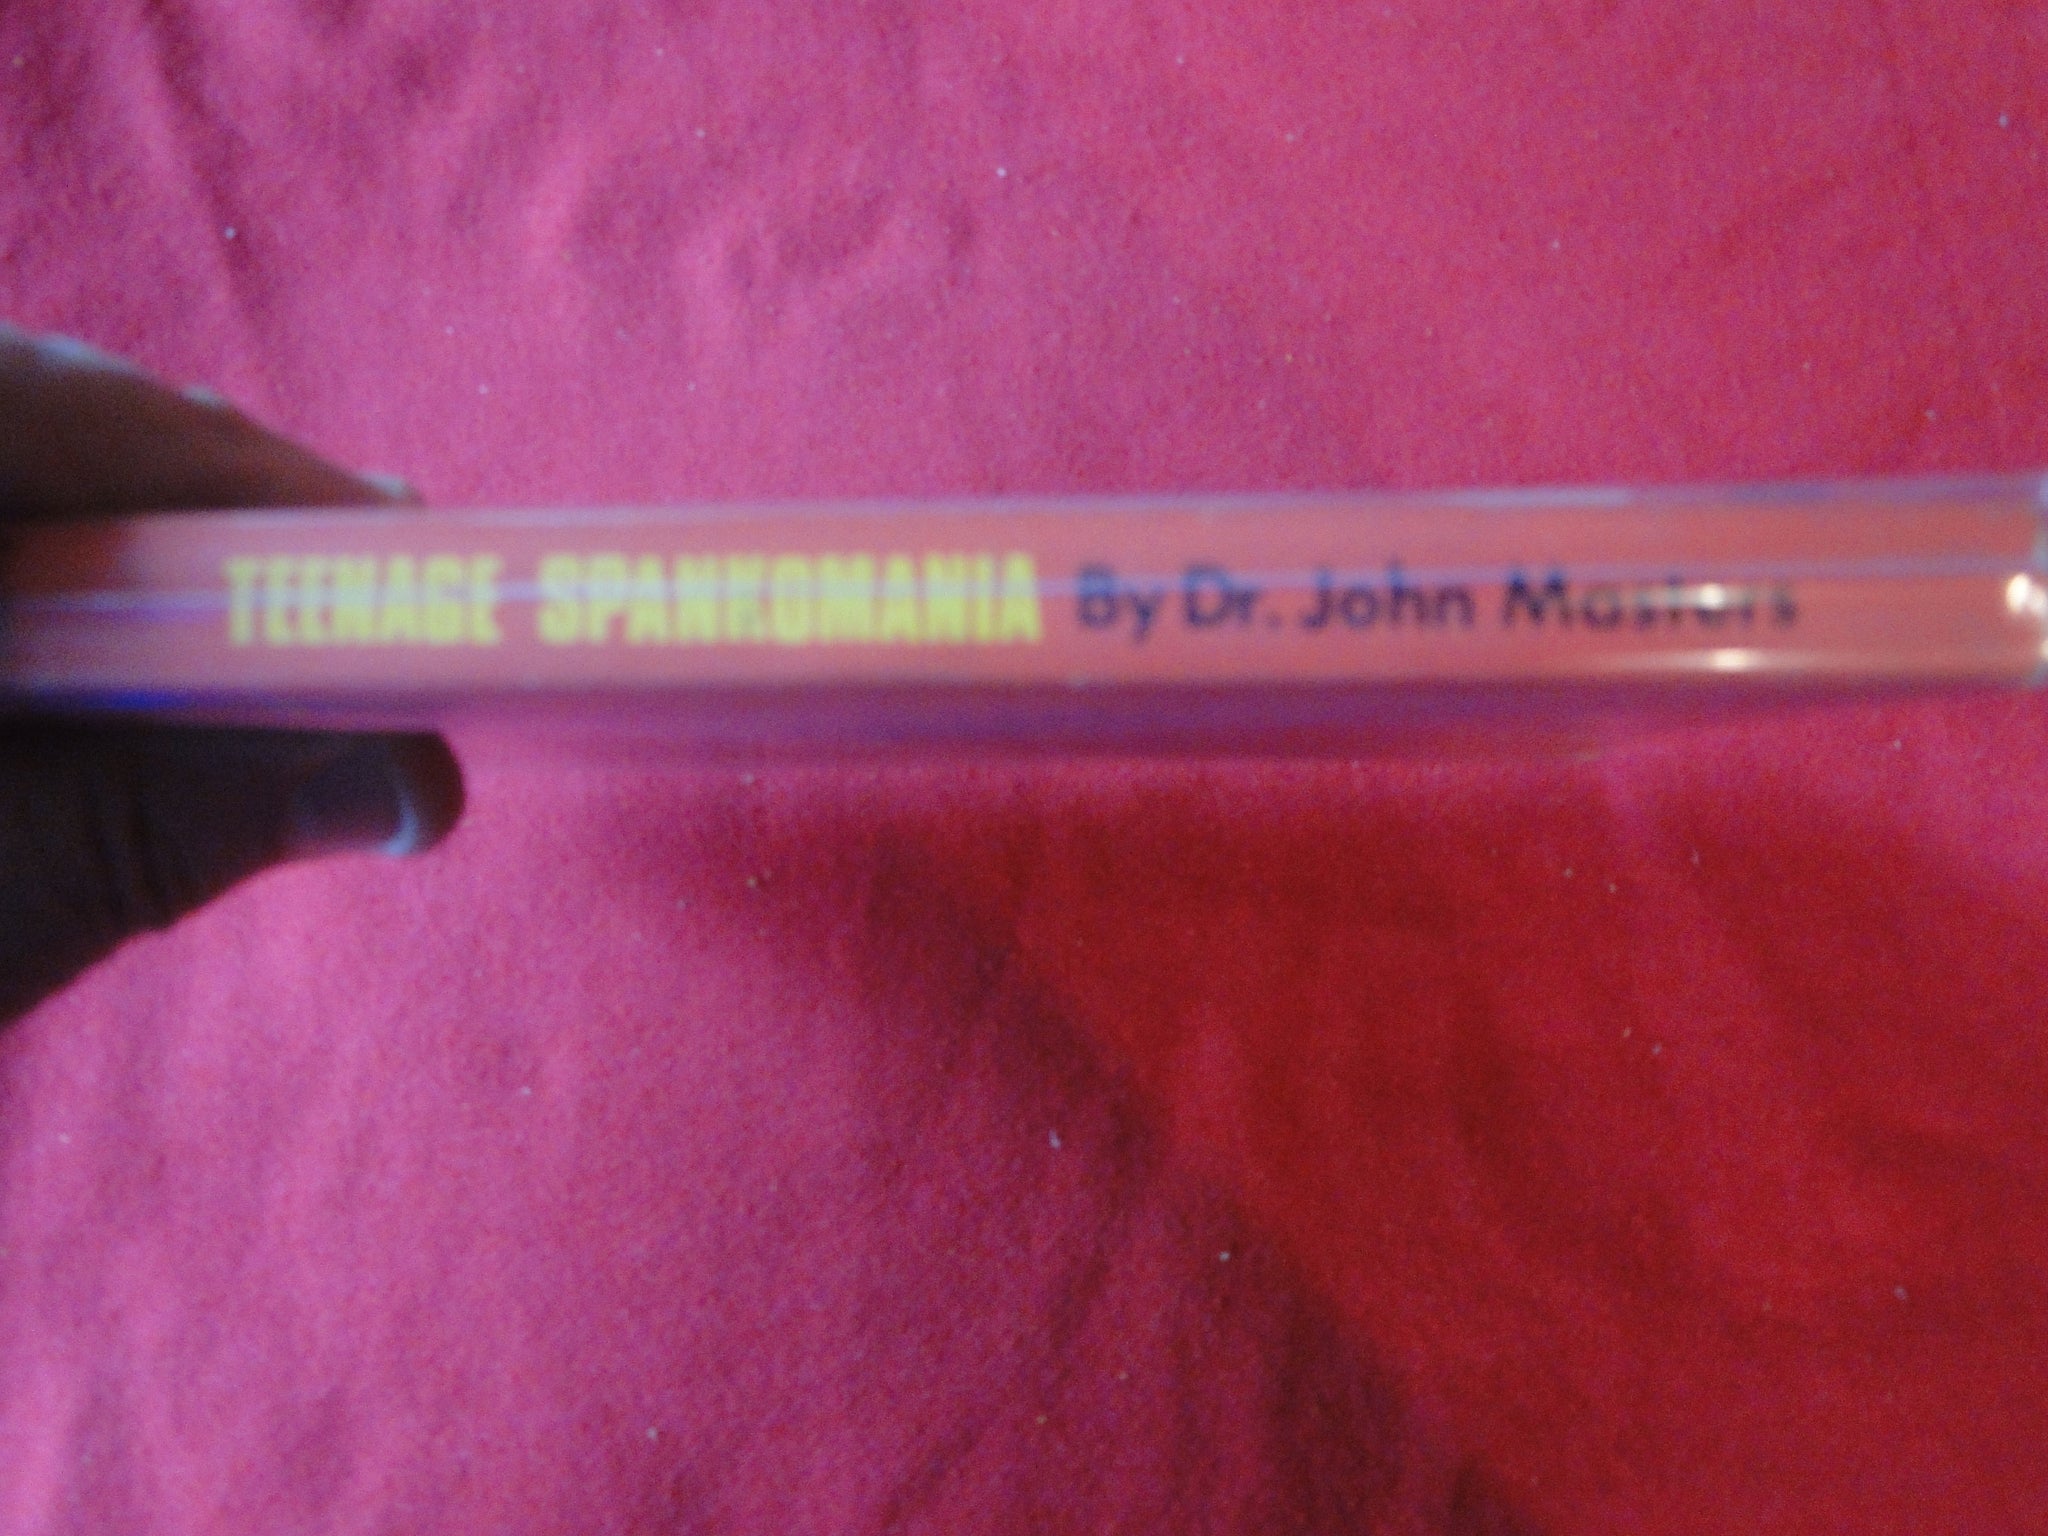 TEENAGE SPANKOMANIA By Dr. John Masters